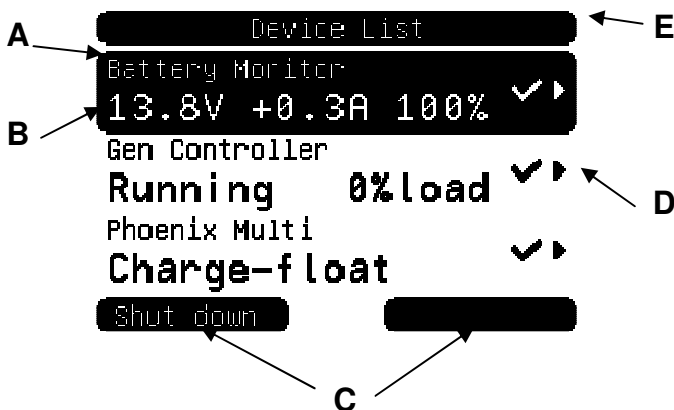 Device List
E
A
Battery Monitor
13.8V +0.3A 100%
B
Gen Controller
Running 0%load
D
Phoenix Multi
Charge-float
Shut down
C